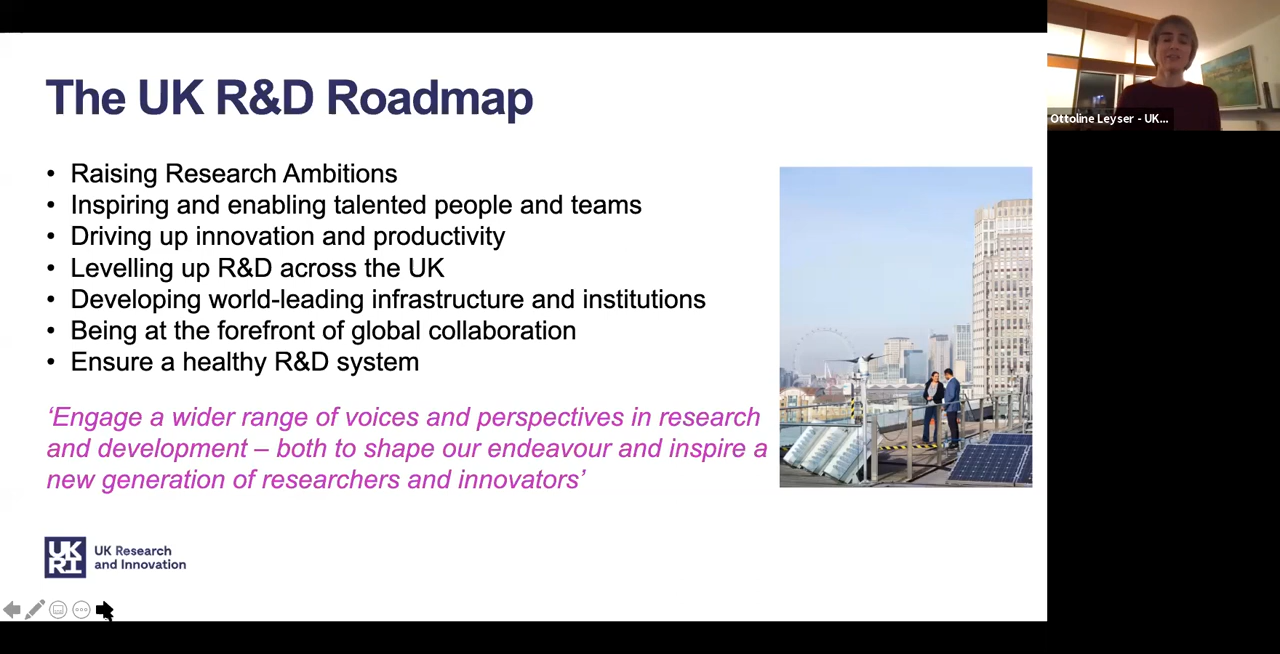 The UK R&D Roadmap
• Raising Research Ambitions
• Inspiring and enabling talented people and teams
• Driving up innovation and productivity
• Levelling up R&D across the UK
• Developing world-leading infrastructure and institutions
• Being at the forefront of global collaboration
• Ensure a healthy R&D system
‘Engage a wider range of voices and perspectives in research
and development – both to shape our endeavour and inspire a
new generation of researchers and innovators’
UK
RI
UK Research
and Innovation
Ottoline Leyser - UK...